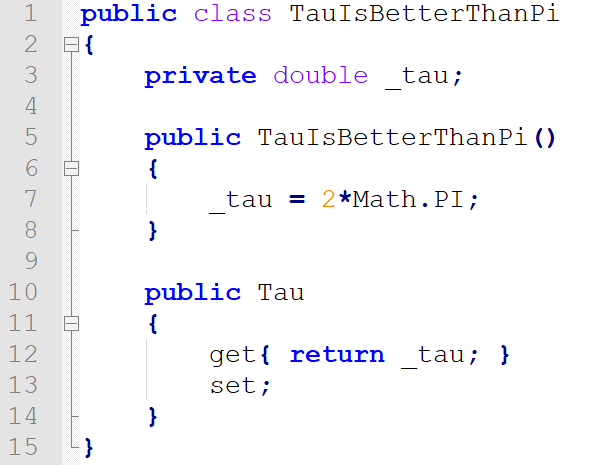 1 public class TauIsBetterThanPi
2 {
3     private double _tau;
4
5     public TauIsBetterThanPi()
6     {
7         _tau = 2*Math.PI;
8     }
9
10     public Tau
11     {
12         get{ return _tau; }
13         set;
14     }
15 }